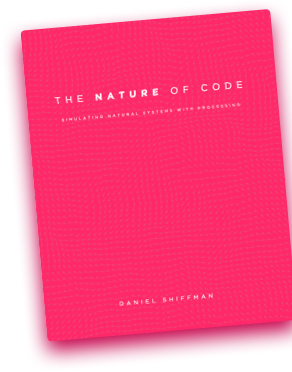 THE NATURE OF CODE
SIMULATING NATURAL SYSTEMS WITH PROCESSING
DANIEL SHIFFMAN